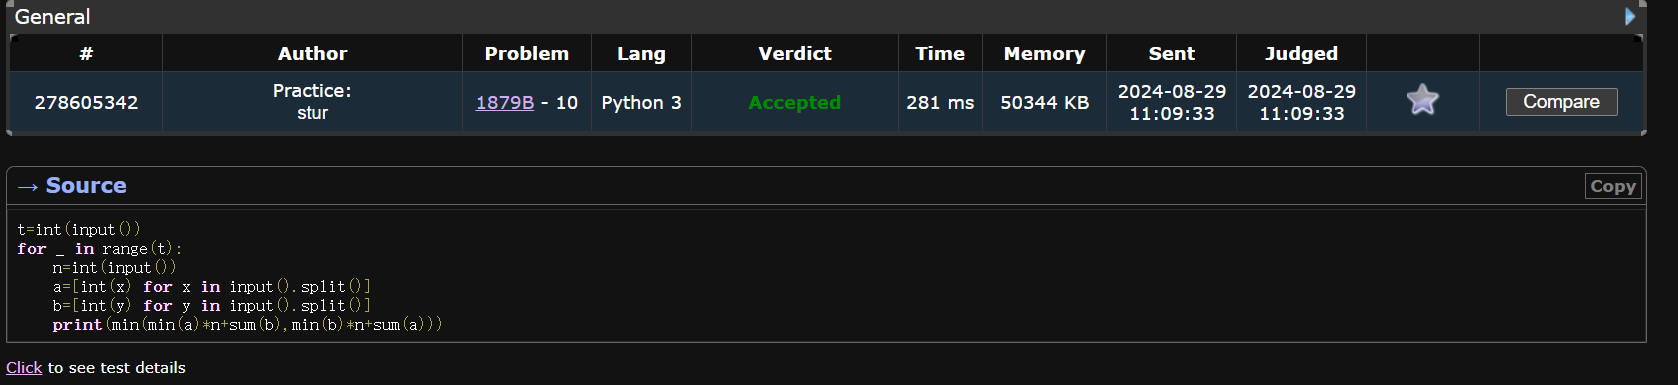 General
# Author Problem Lang Verdict Time Memory Sent Judged
278605342 Practice: stur 1879B - 10 Python 3 Accepted 281 ms 50344 KB 2024-08-29 11:09:33 2024-08-29 11:09:33 Compare
→ Source Copy
t=int(input())
for _ in range(t):
    n=int(input())
    a=[int(x) for x in input().split()]
    b=[int(y) for y in input().split()]
    print(min(min(a)*n+sum(b),min(b)*n+sum(a)))
Click to see test details